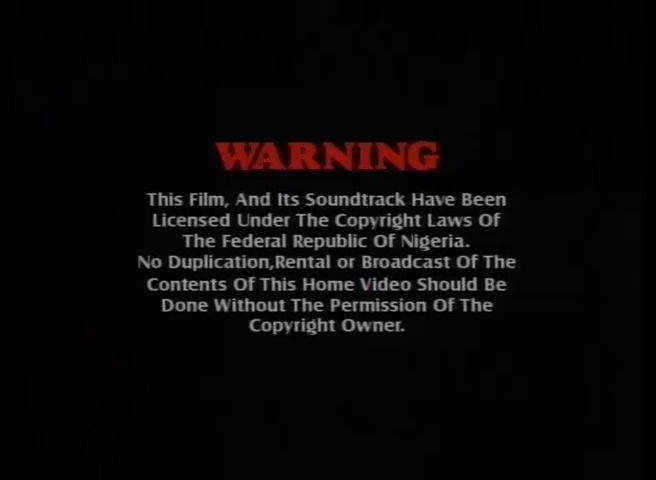 WARNING
This Film, And Its Soundtrack Have Been
Licensed Under The Copyright Laws Of
The Federal Republic Of Nigeria.
No Duplication,Rental or Broadcast Of The
Contents Of This Home Video Should Be
Done Without The Permission Of The
Copyright Owner.